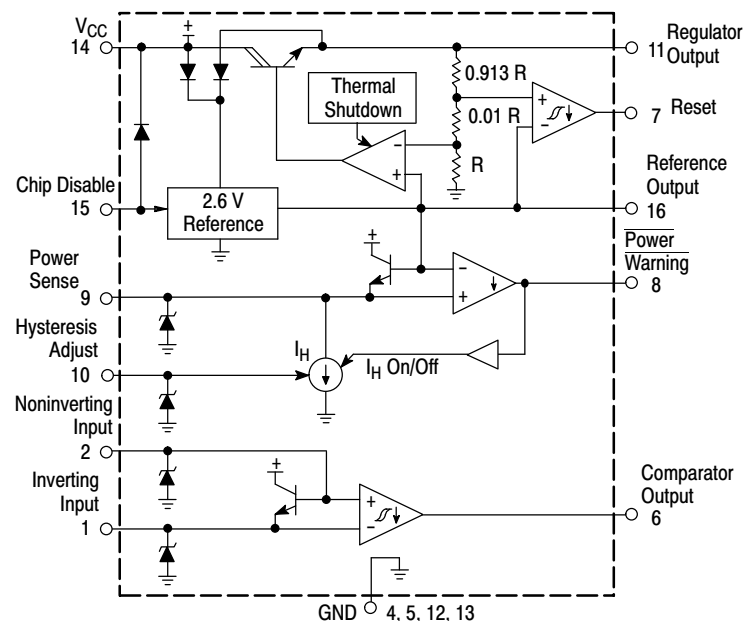 VCC
14
+
11
Regulator
Output
0.913 R
Thermal
Shutdown
+
−
7
Reset
0.01 R
−
+
R
Reference
Output
16
Chip Disable
15
2.6 V
Reference
+
Power
Warning
8
−
+
Power
Sense
9
Hysteresis
Adjust
10
IH
IH On/Off
Noninverting
Input
2
+
Inverting
Input
1
+
−
Comparator
Output
6
GND
4, 5, 12, 13